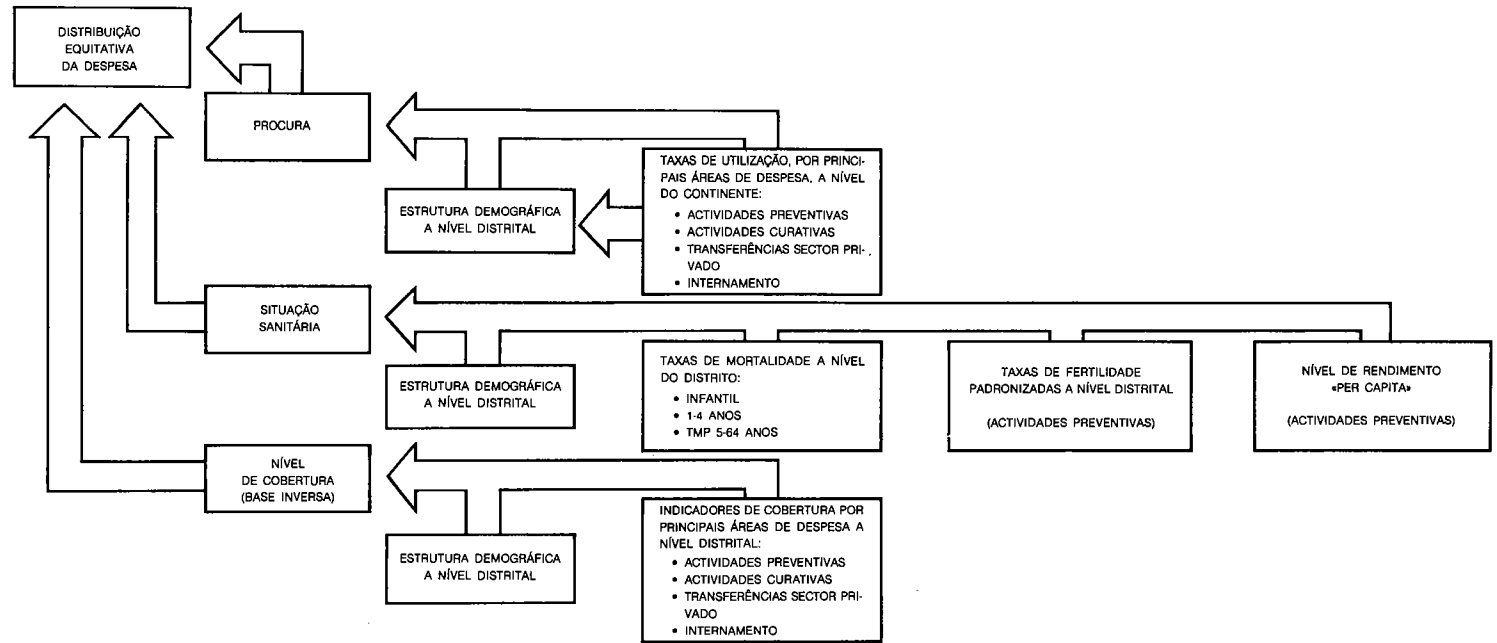 DISTRIBUIÇÃO
EQUITATIVA
DA DESPESA
PROCURA
ESTRUTURA DEMOGRÁFICA
A NÍVEL DISTRITAL
TAXAS DE UTILIZAÇÃO, POR PRINCI-
PAIS ÁREAS DE DESPESA, A NÍVEL
DO CONTINENTE:
• ACTIVIDADES PREVENTIVAS
• ACTIVIDADES CURATIVAS
• TRANSFERÊNCIAS SECTOR PRI-
VADO
• INTERNAMENTO
SITUAÇÃO
SANITÁRIA
ESTRUTURA DEMOGRÁFICA
A NÍVEL DISTRITAL
TAXAS DE MORTALIDADE A NÍVEL
DO DISTRITO:
• INFANTIL
• 1-4 ANOS
• TMP 5-64 ANOS
TAXAS DE FERTILIDADE
PADRONIZADAS A NÍVEL DISTRITAL
(ACTIVIDADES PREVENTIVAS)
NÍVEL DE RENDIMENTO
«PER CAPITA»
(ACTIVIDADES PREVENTIVAS)
NÍVEL
DE COBERTURA
(BASE INVERSA)
ESTRUTURA DEMOGRÁFICA
A NÍVEL DISTRITAL
INDICADORES DE COBERTURA POR
PRINCIPAIS ÁREAS DE DESPESA A
NÍVEL DISTRITAL:
• ACTIVIDADES PREVENTIVAS
• ACTIVIDADES CURATIVAS
• TRANSFERÊNCIAS SECTOR PRI-
VADO
• INTERNAMENTO